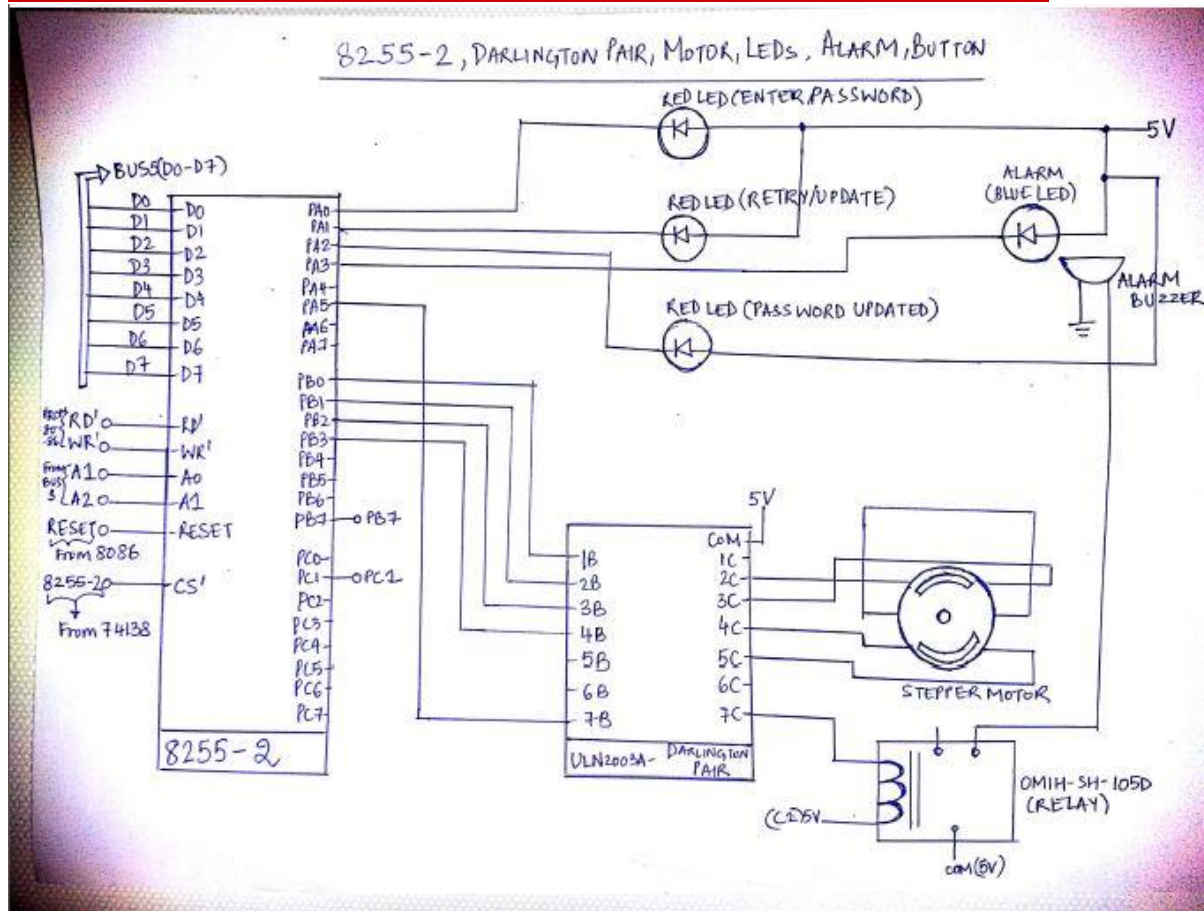 8255-2, DARLINGTON PAIR, MOTOR, LEDs, ALARM, BUTTON
RED LED (ENTER PASSWORD)
5V
BUS5(D0-D7)
RED LED (RETRY/UPDATE)
ALARM
(BLUE LED)
ALARM
BUZZER
RED LED (PASSWORD UPDATED)
D0
D1
D2
D3
D4
D5
D6
D7
D0
D1
D2
D3
D4
D5
D6
D7
RD'
WR'
From
BUS
3
A1
A2
RESET
From 8086
8255-2
From 74138
RD'
WR'
A0
A1
RESET
CS'
PA0
PA1
PA2
PA3
PA4
PA5
PA6
PA7
PB0
PB1
PB2
PB3
PB4
PB5
PB6
PB7
PB7
PC0
PC1
PC1
PC2
PC3
PC4
PC5
PC6
PC7
8255-2
1B
2B
3B
4B
5B
6B
7B
5V
COM
1C
2C
3C
4C
5C
6C
7C
ULN2003A- DARLINGTON
PAIR
STEPPER MOTOR
OMIH-SH-105D
(RELAY)
5V
COM(5V)